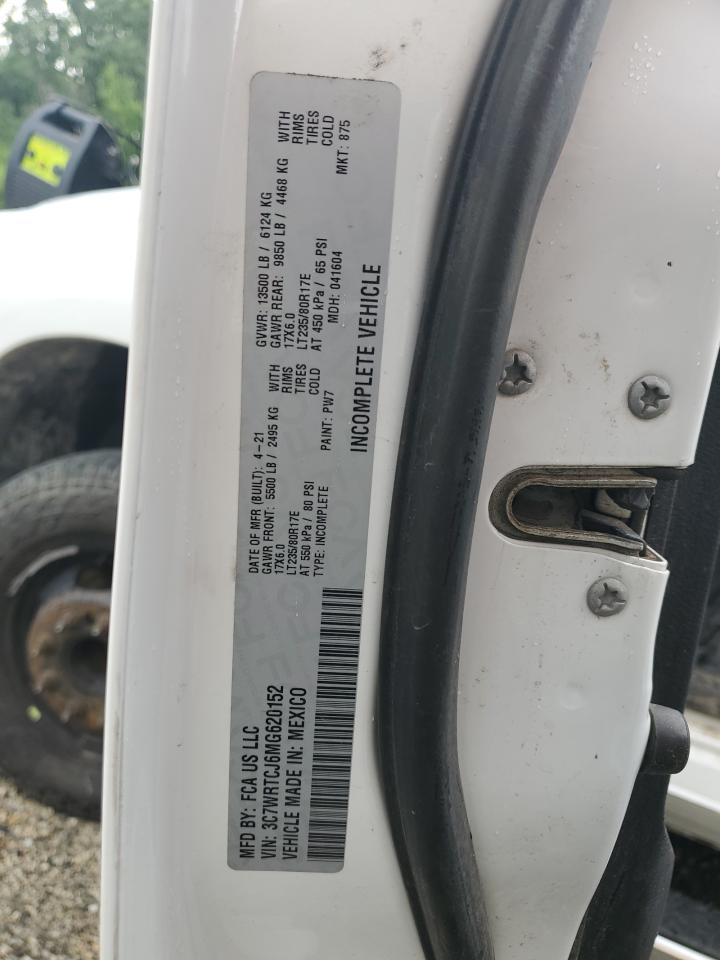 MFD BY: FCA US LLC
VIN: 3C7WRTCJ6MG620152
VEHICLE MADE IN: MEXICO
DATE OF MFR (BUILT): 4-21
GAWR FRONT: 5500 LB / 2495 KG WITH
17X6.0 RIMS
LT235/80R17E TIRES
AT 550 kPa / 80 PSI COLD
TYPE: INCOMPLETE PAINT: PW7
GVWR: 13500 LB / 6124 KG
GAWR REAR: 9850 LB / 4468 KG WITH
17X6.0 RIMS
LT235/80R17E TIRES
AT 450 kPa / 65 PSI COLD
MDH: 041604 MKT: 875
INCOMPLETE VEHICLE